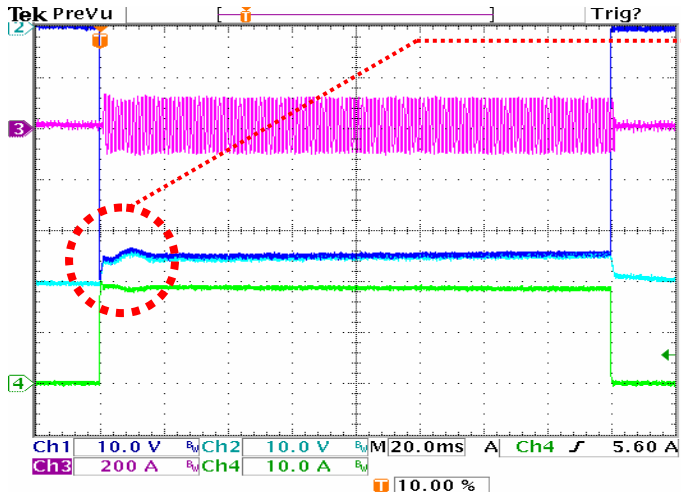 Tek PreVu Trig?
T
T
2
3
4
Ch1 10.0 V BW Ch2 10.0 V BW M 20.0ms A Ch4 5.60 A
Ch3 200 A BW Ch4 10.0 A BW
T 10.00 %